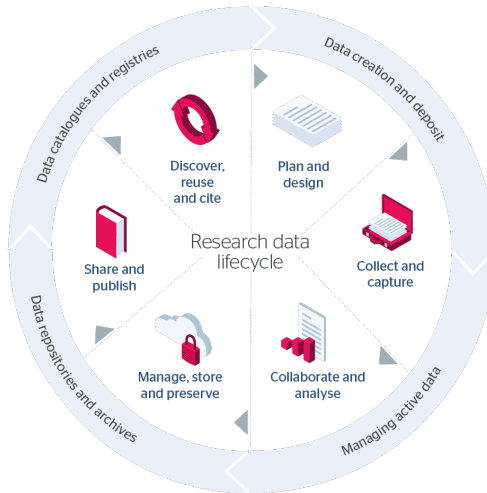 Research data
lifecycle
Plan and
design
Collect and
capture
Collaborate and
analyse
Manage, store
and preserve
Share and
publish
Discover,
reuse
and cite
Data creation and deposit
Managing active data
Data repositories and archives
Data catalogues and registries